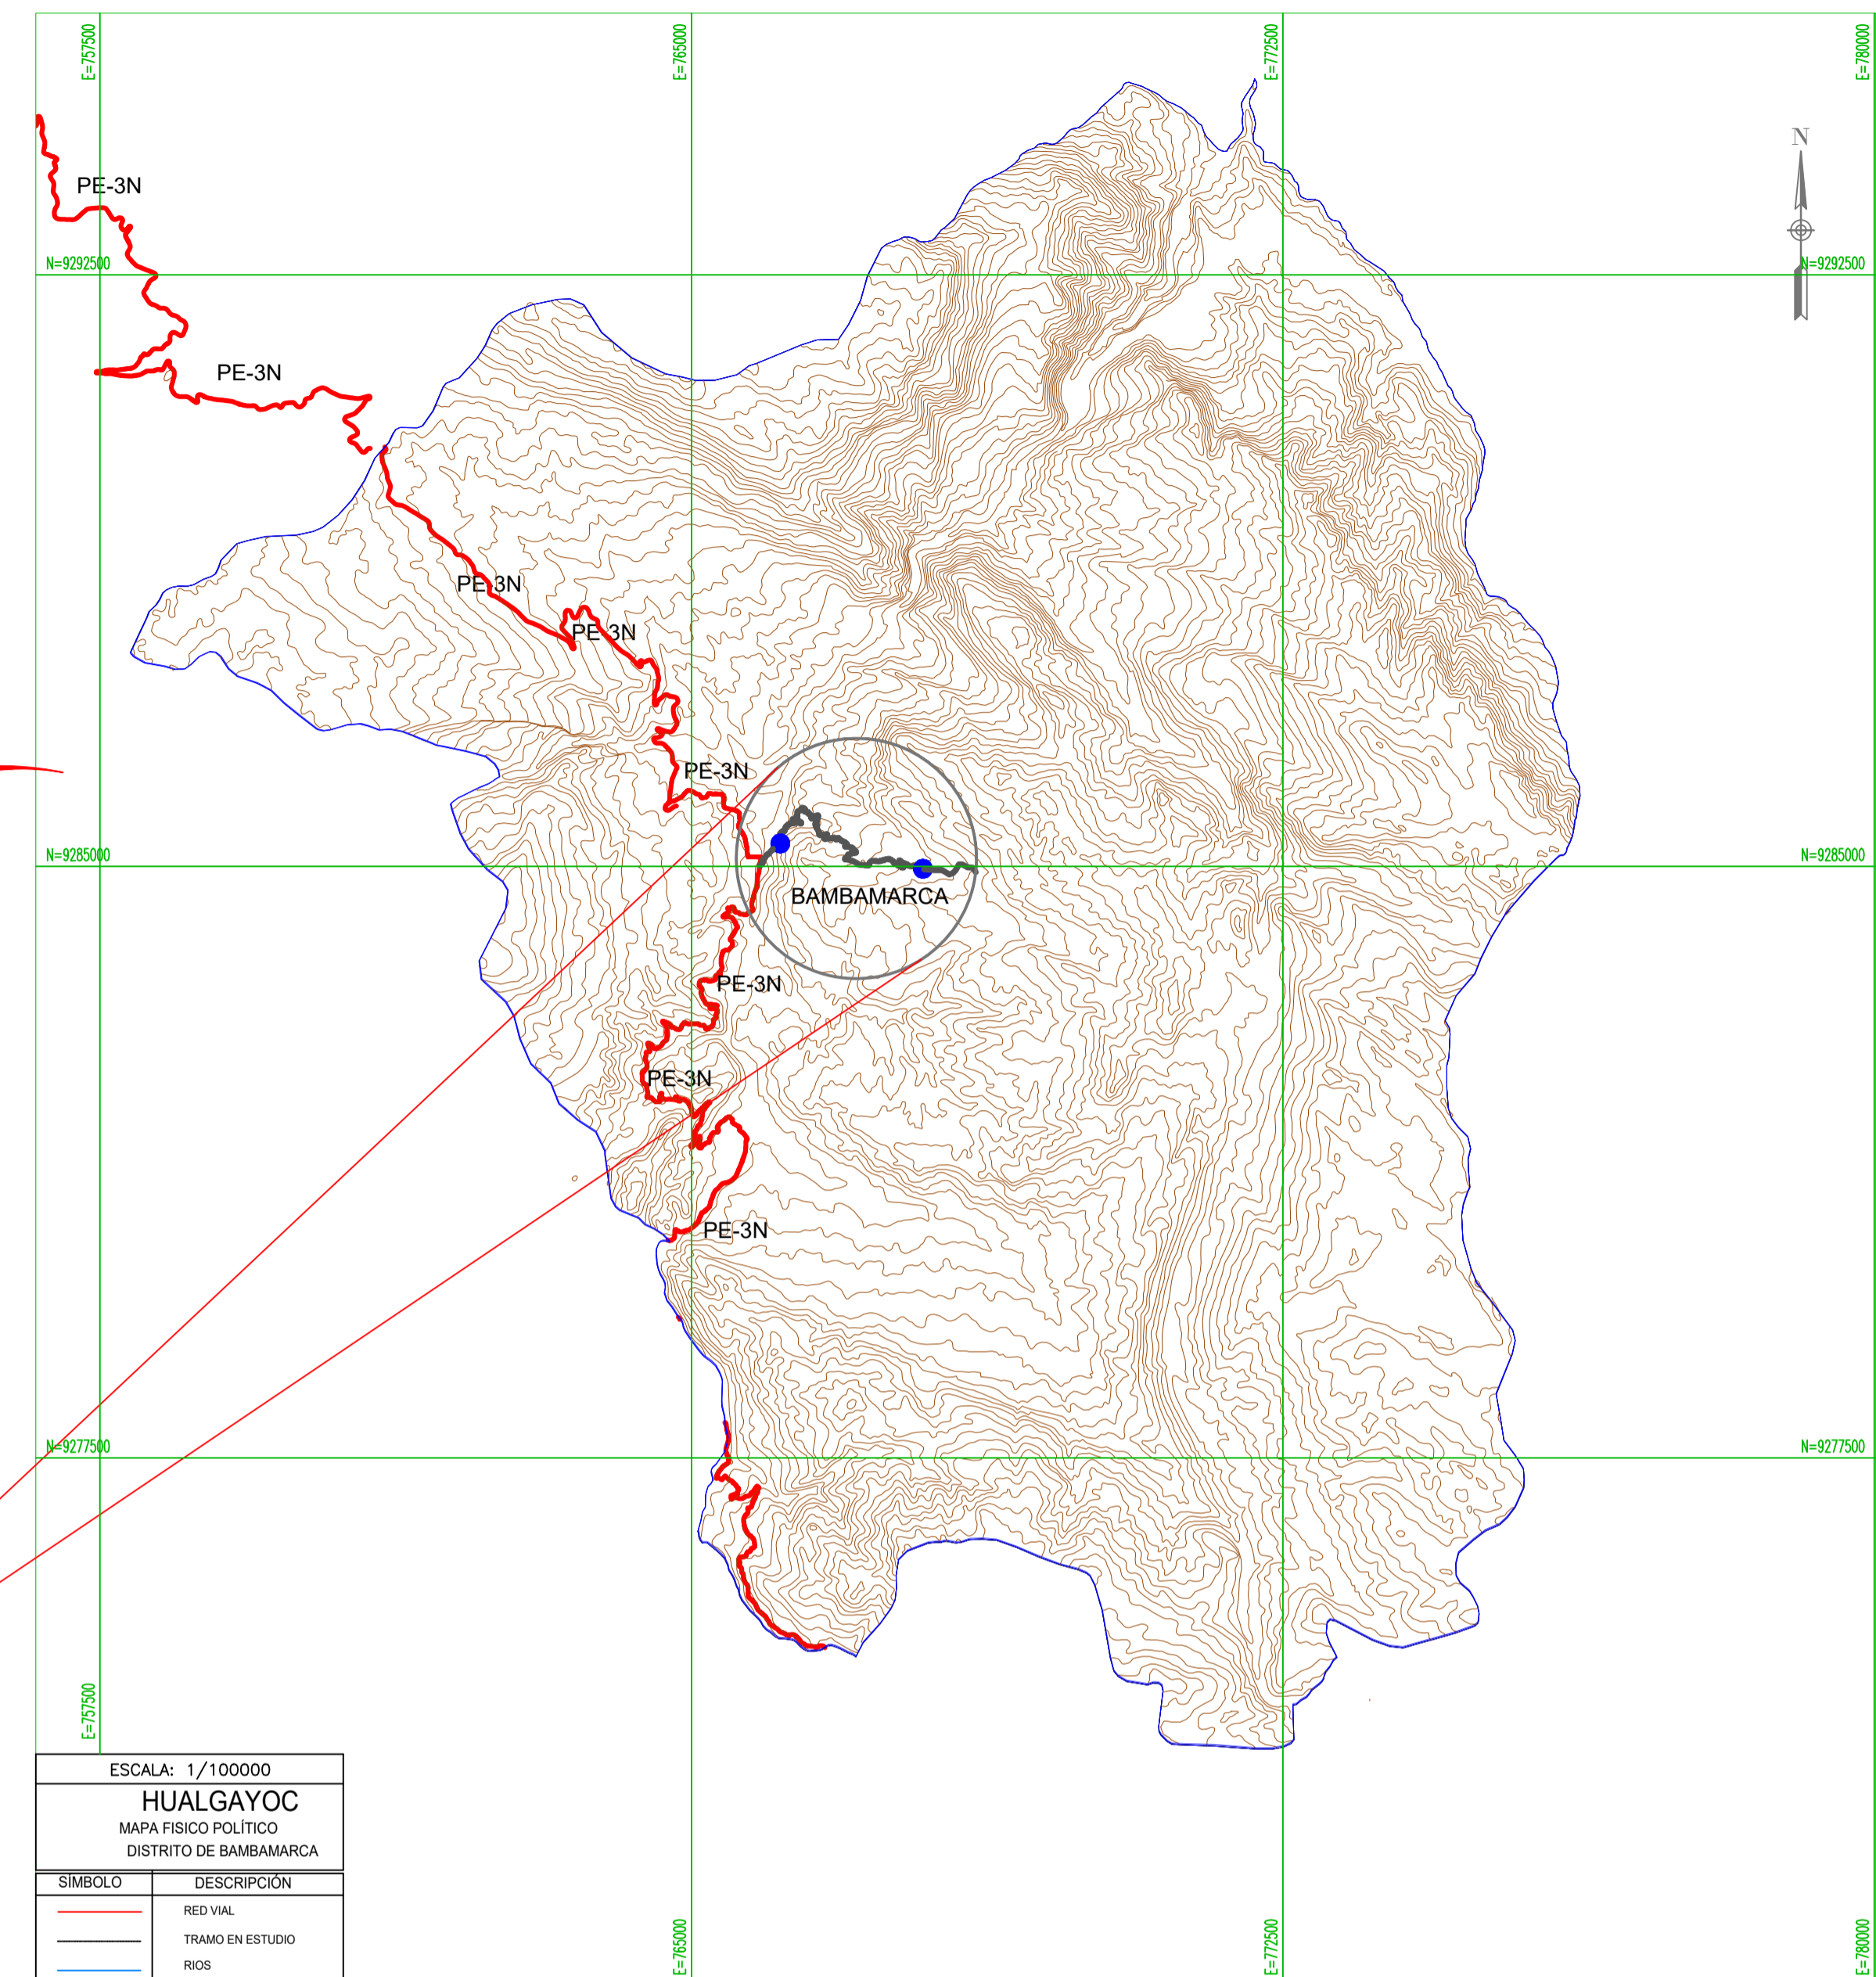 E=757500
E=765000
E=772500
E=780000
N
PE-3N
N=9292500
N=9292500
PE-3N
PE-3N
PE-3N
PE-3N
N=9285000
N=9285000
BAMBAMARCA
PE-3N
PE-3N
PE-3N
N=9277500
N=9277500
E=757500
ESCALA: 1/100000
HUALGAYOC
MAPA FISICO POLÍTICO
DISTRITO DE BAMBAMARCA
SÍMBOLO DESCRIPCIÓN
RED VIAL
TRAMO EN ESTUDIO
RIOS
E=765000
E=772500
E=780000